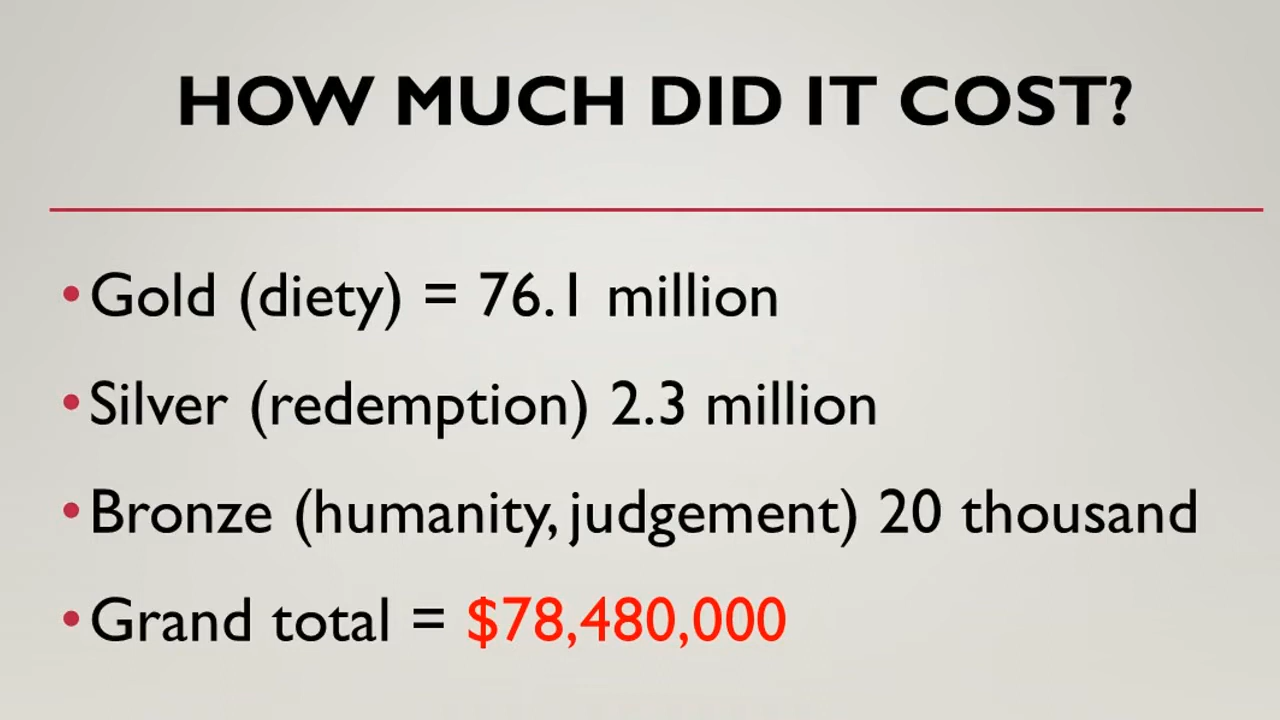 HOW MUCH DID IT COST?
• Gold (diety) = 76.1 million
• Silver (redemption) 2.3 million
• Bronze (humanity, judgement) 20 thousand
• Grand total = $78,480,000